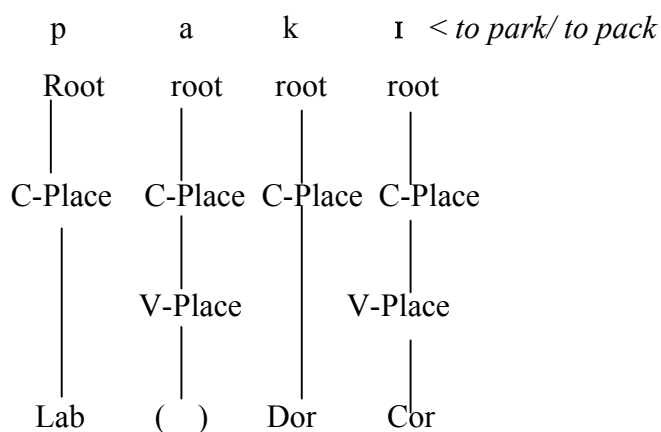 p a k ɪ < to park/ to pack
Root root root root
C-Place C-Place C-Place C-Place
V-Place V-Place
Lab ( ) Dor Cor